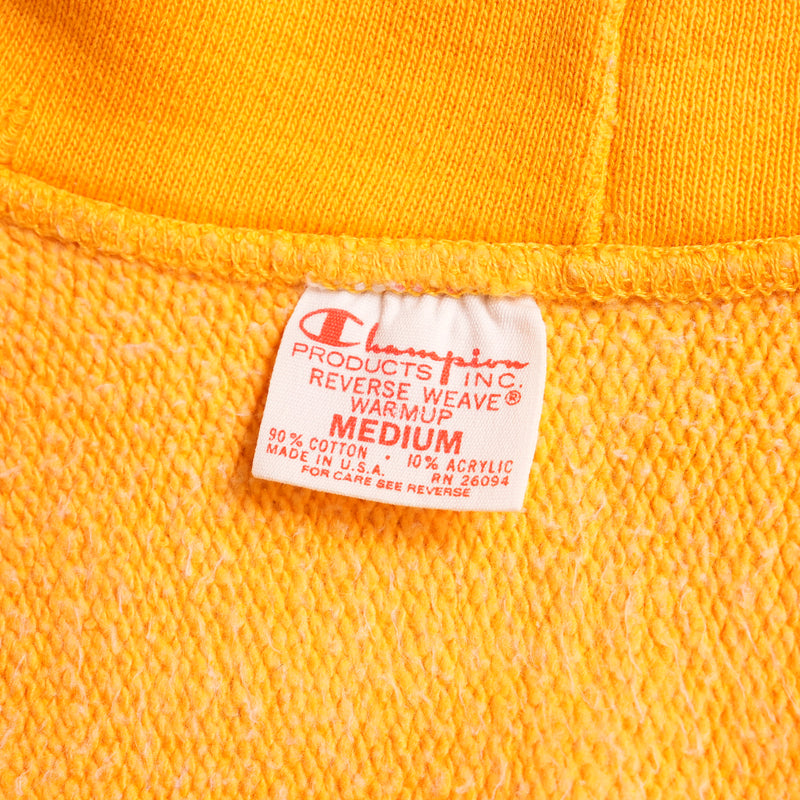 Champion
PRODUCTS INC.
REVERSE WEAVE®
WARMUP
MEDIUM
90% COTTON · 10% ACRYLIC
MADE IN U.S.A. RN 26094
FOR CARE SEE REVERSE